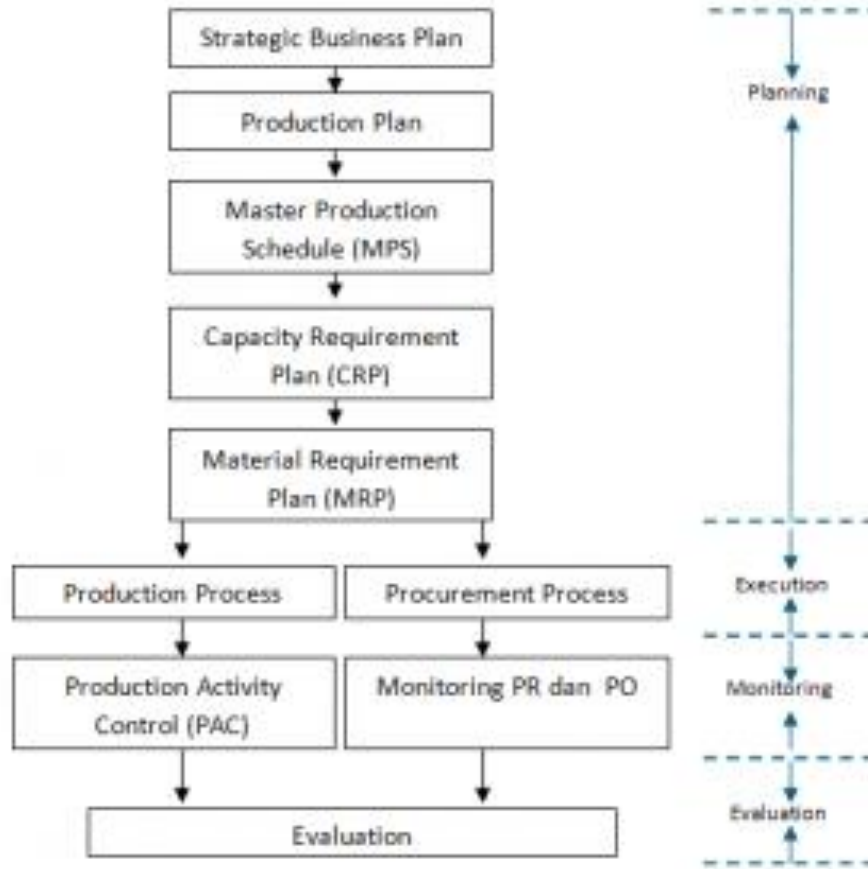 Strategic Business Plan
Planning
Production Plan
Master Production
Schedule (MPS)
Capacity Requirement
Plan (CRP)
Material Requirement
Plan (MRP)
Production Process
Procurement Process
Execution
Production Activity
Control (PAC)
Monitoring PR dan PO
Monitoring
Evaluation
Evaluation